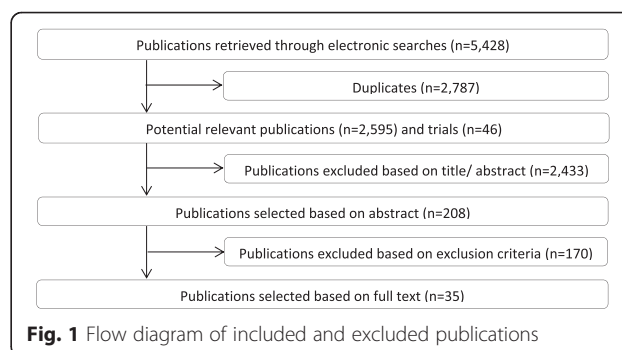 Publications retrieved through electronic searches (n=5,428)
Duplicates (n=2,787)
Potential relevant publications (n=2,595) and trials (n=46)
Publications excluded based on title/ abstract (n=2,433)
Publications selected based on abstract (n=208)
Publications excluded based on exclusion criteria (n=170)
Publications selected based on full text (n=35)
Fig. 1 Flow diagram of included and excluded publications